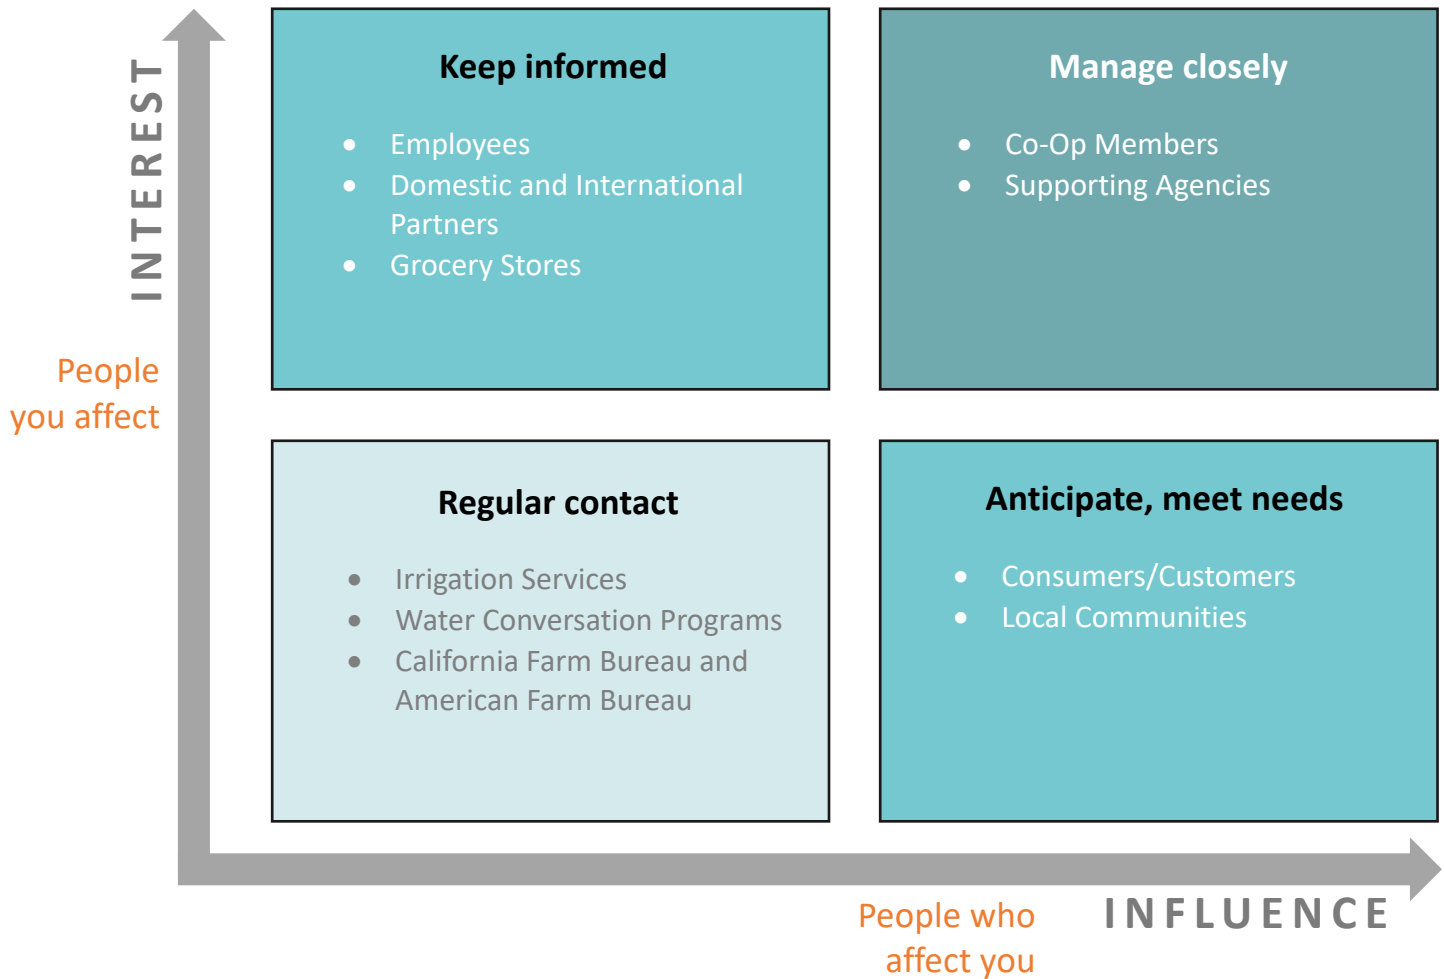 INTEREST
People
you affect
Keep informed
• Employees
• Domestic and International
Partners
• Grocery Stores
Manage closely
• Co-Op Members
• Supporting Agencies
Regular contact
• Irrigation Services
• Water Conversation Programs
• California Farm Bureau and
American Farm Bureau
Anticipate, meet needs
• Consumers/Customers
• Local Communities
People who
affect you
INFLUENCE